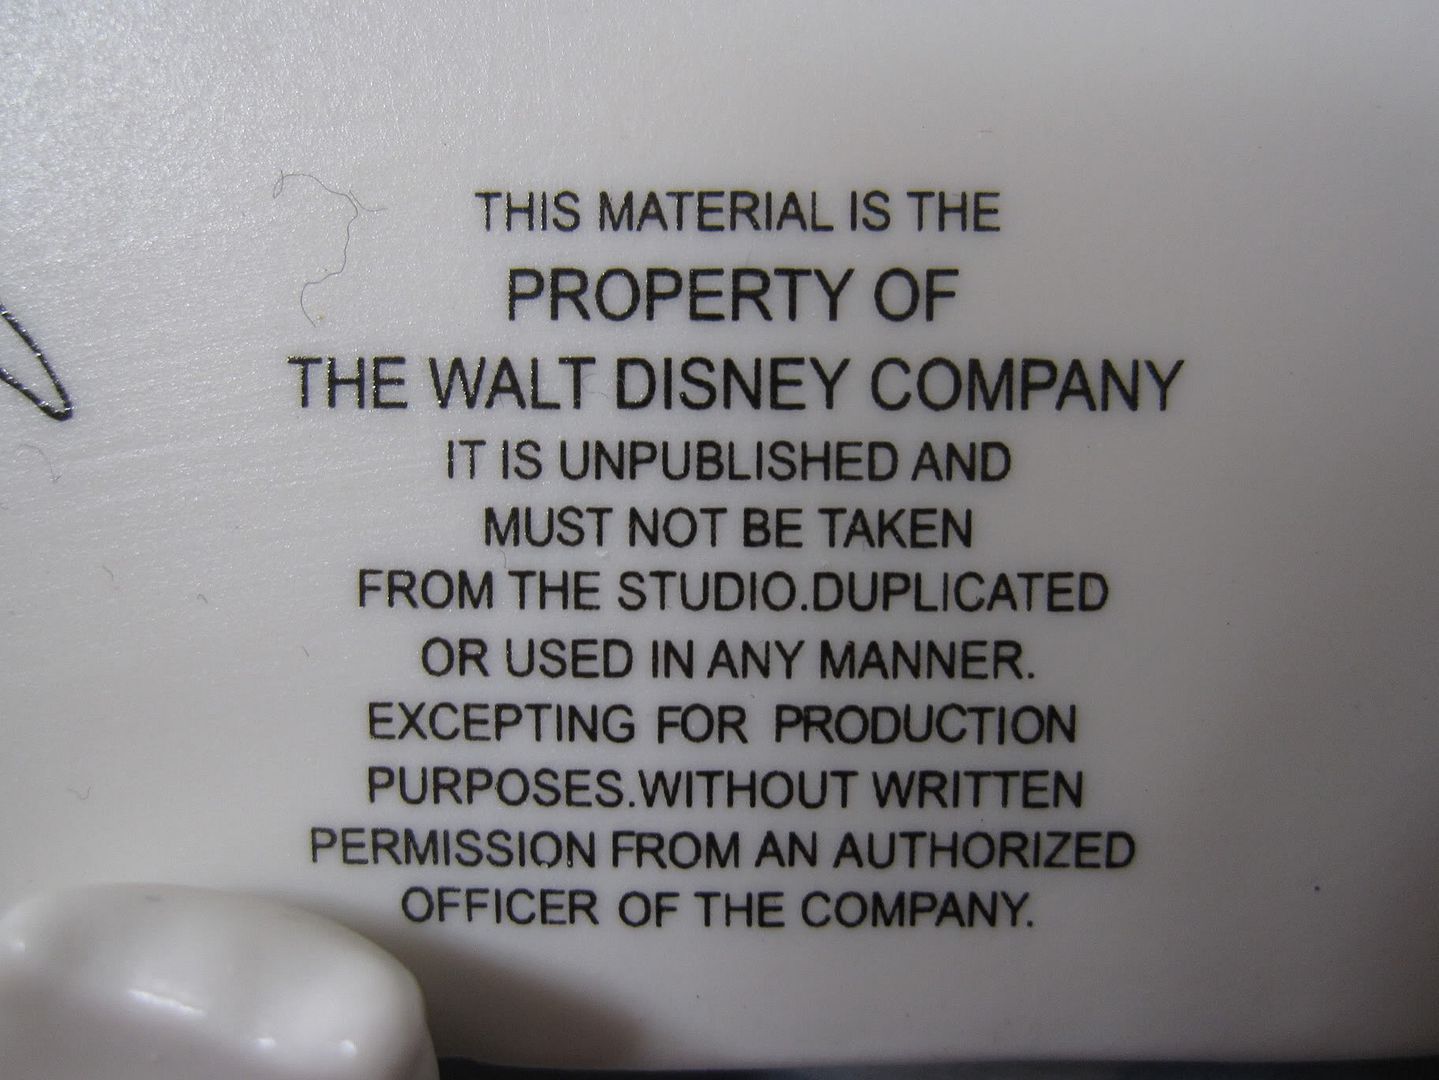 THIS MATERIAL IS THE
PROPERTY OF
THE WALT DISNEY COMPANY
IT IS UNPUBLISHED AND
MUST NOT BE TAKEN
FROM THE STUDIO.DUPLICATED
OR USED IN ANY MANNER.
EXCEPTING FOR PRODUCTION
PURPOSES.WITHOUT WRITTEN
PERMISSION FROM AN AUTHORIZED
OFFICER OF THE COMPANY.